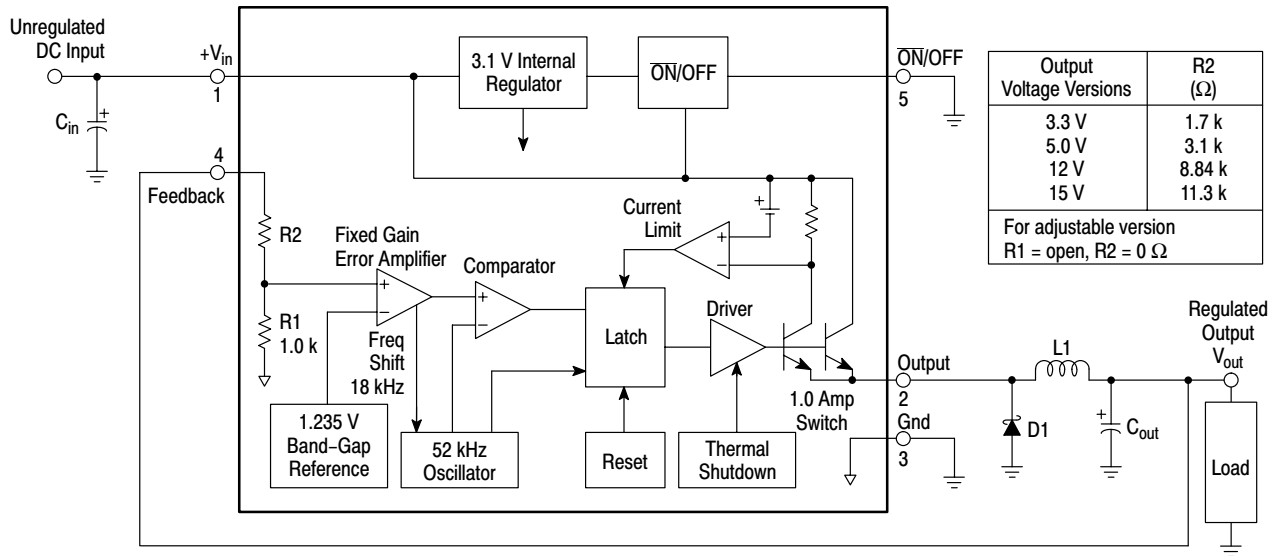 Unregulated
DC Input
+Vin
1
Cin
+
3.1 V Internal
Regulator
O̅N̅/OFF
O̅N̅/OFF
5
4
Feedback
R2
R1
1.0 k
Fixed Gain
Error Amplifier
+
−
Freq
Shift
18 kHz
Comparator
+
−
Current
Limit
+
−
+
Latch
Driver
1.0 Amp
Switch
Output
2
Gnd
3
1.235 V
Band−Gap
Reference
52 kHz
Oscillator
Reset
Thermal
Shutdown
L1
D1
+
Cout
Regulated
Output
Vout
Load
Output
Voltage Versions
R2
(Ω)
3.3 V 1.7 k
5.0 V 3.1 k
12 V 8.84 k
15 V 11.3 k
For adjustable version
R1 = open, R2 = 0 Ω